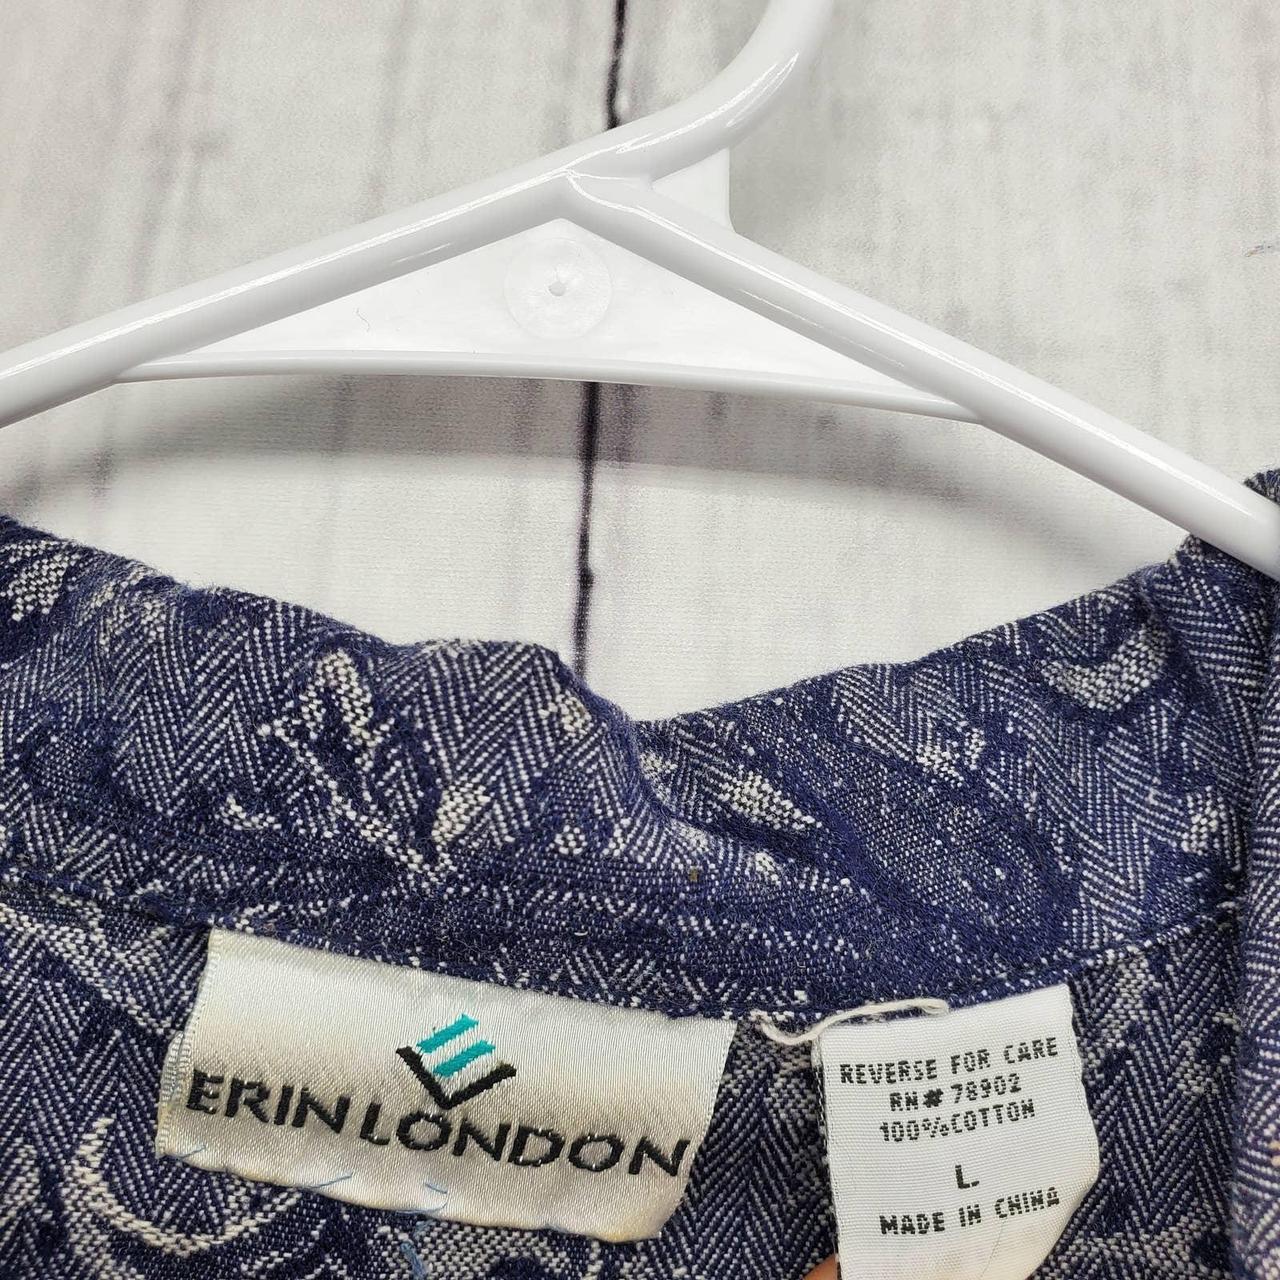 ERIN LONDON
REVERSE FOR CARE
RN# 78902
100% COTTON
L
MADE IN CHINA